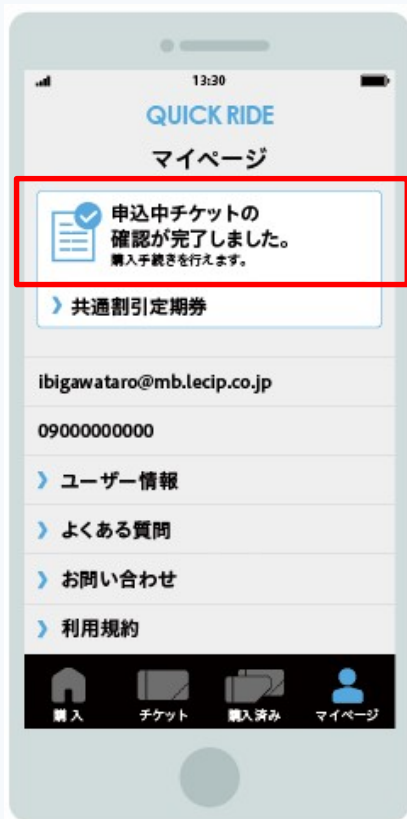 13:30
QUICK RIDE
マイページ
申込中チケットの
確認が完了しました。
購入手続きを行えます。
》共通割引定期券
ibigawataro@mb.lecip.co.jp
09000000000
》ユーザー情報
》よくある質問
》お問い合わせ
》利用規約
購入 チケット 購入済み マイページ